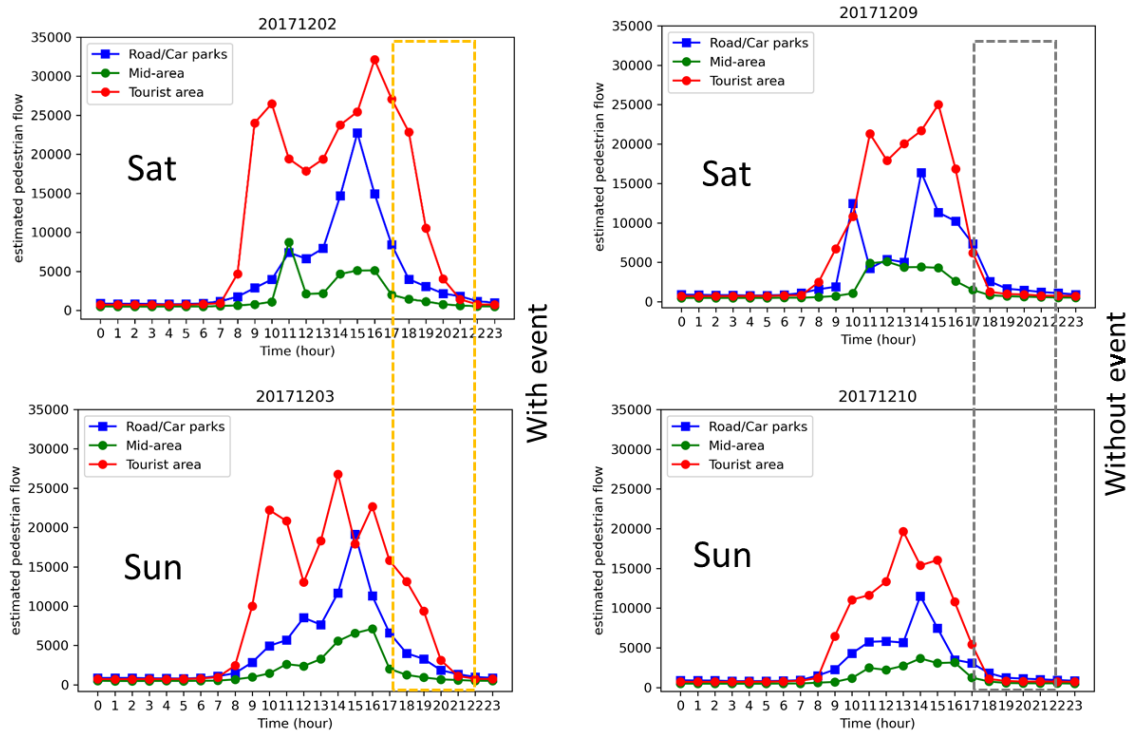 20171202
35000
30000
25000
20000
15000
10000
5000
0
estimated pedestrian flow
Road/Car parks
Mid-area
Tourist area
Sat
0 1 2 3 4 5 6 7 8 9 10 11 12 13 14 15 16 17 18 19 20 21 22 23
Time (hour)
20171209
35000
30000
25000
20000
15000
10000
5000
0
estimated pedestrian flow
Road/Car parks
Mid-area
Tourist area
Sat
0 1 2 3 4 5 6 7 8 9 10 11 12 13 14 15 16 17 18 19 20 21 22 23
Time (hour)
With event
Without event
20171203
35000
30000
25000
20000
15000
10000
5000
0
estimated pedestrian flow
Road/Car parks
Mid-area
Tourist area
Sun
0 1 2 3 4 5 6 7 8 9 10 11 12 13 14 15 16 17 18 19 20 21 22 23
Time (hour)
20171210
35000
30000
25000
20000
15000
10000
5000
0
estimated pedestrian flow
Road/Car parks
Mid-area
Tourist area
Sun
0 1 2 3 4 5 6 7 8 9 10 11 12 13 14 15 16 17 18 19 20 21 22 23
Time (hour)